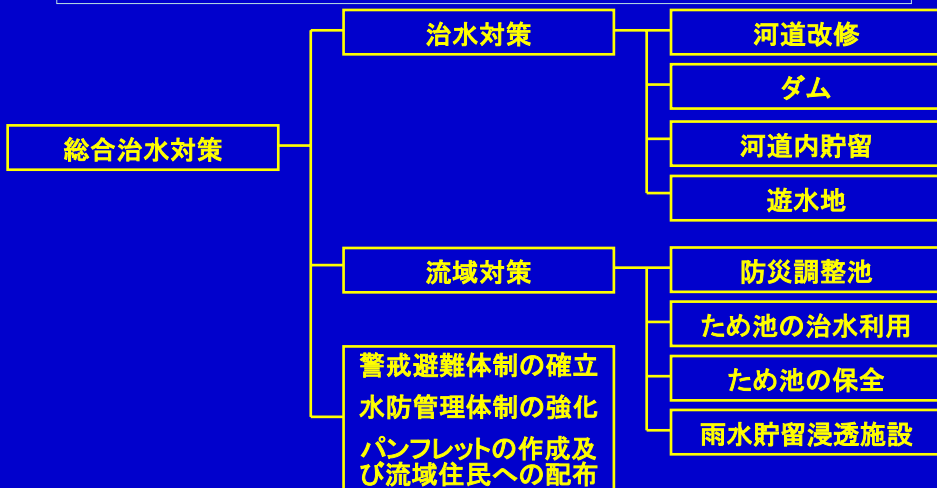 総合治水対策
治水対策
河道改修
ダム
河道内貯留
遊水地
流域対策
防災調整池
ため池の治水利用
ため池の保全
雨水貯留浸透施設
警戒避難体制の確立
水防管理体制の強化
パンフレットの作成及
び流域住民への配布